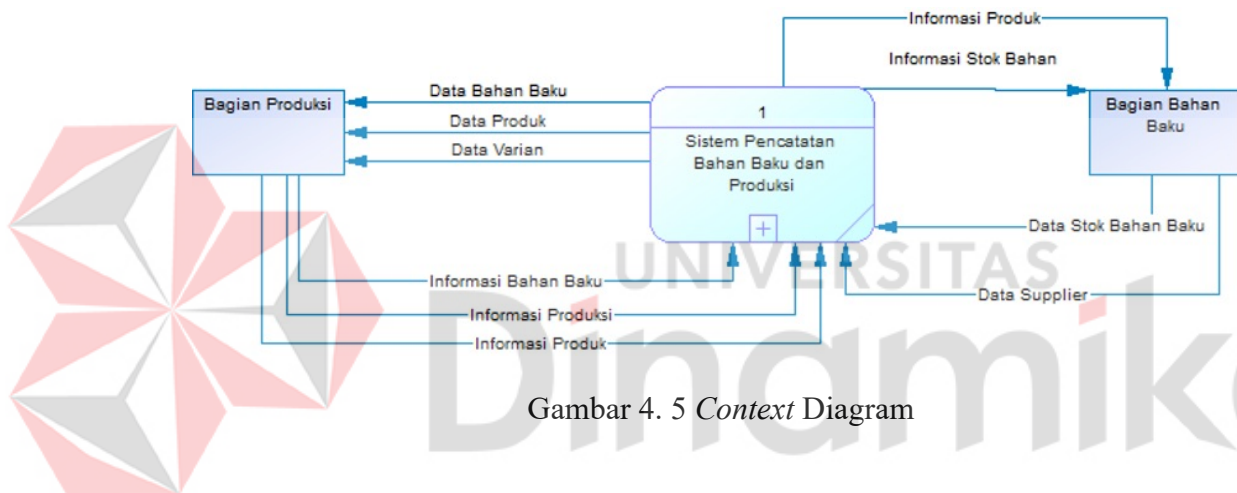 Informasi Produk
Informasi Stok Bahan
Bagian Produksi
Data Bahan Baku
Data Produk
Data Varian
1
Sistem Pencatatan
Bahan Baku dan
Produksi
Bagian Bahan
Baku
Data Stok Bahan Baku
Data Supplier
Informasi Bahan Baku
Informasi Produksi
Informasi Produk
UNIVERSITAS
Dinamika
Gambar 4. 5 Context Diagram